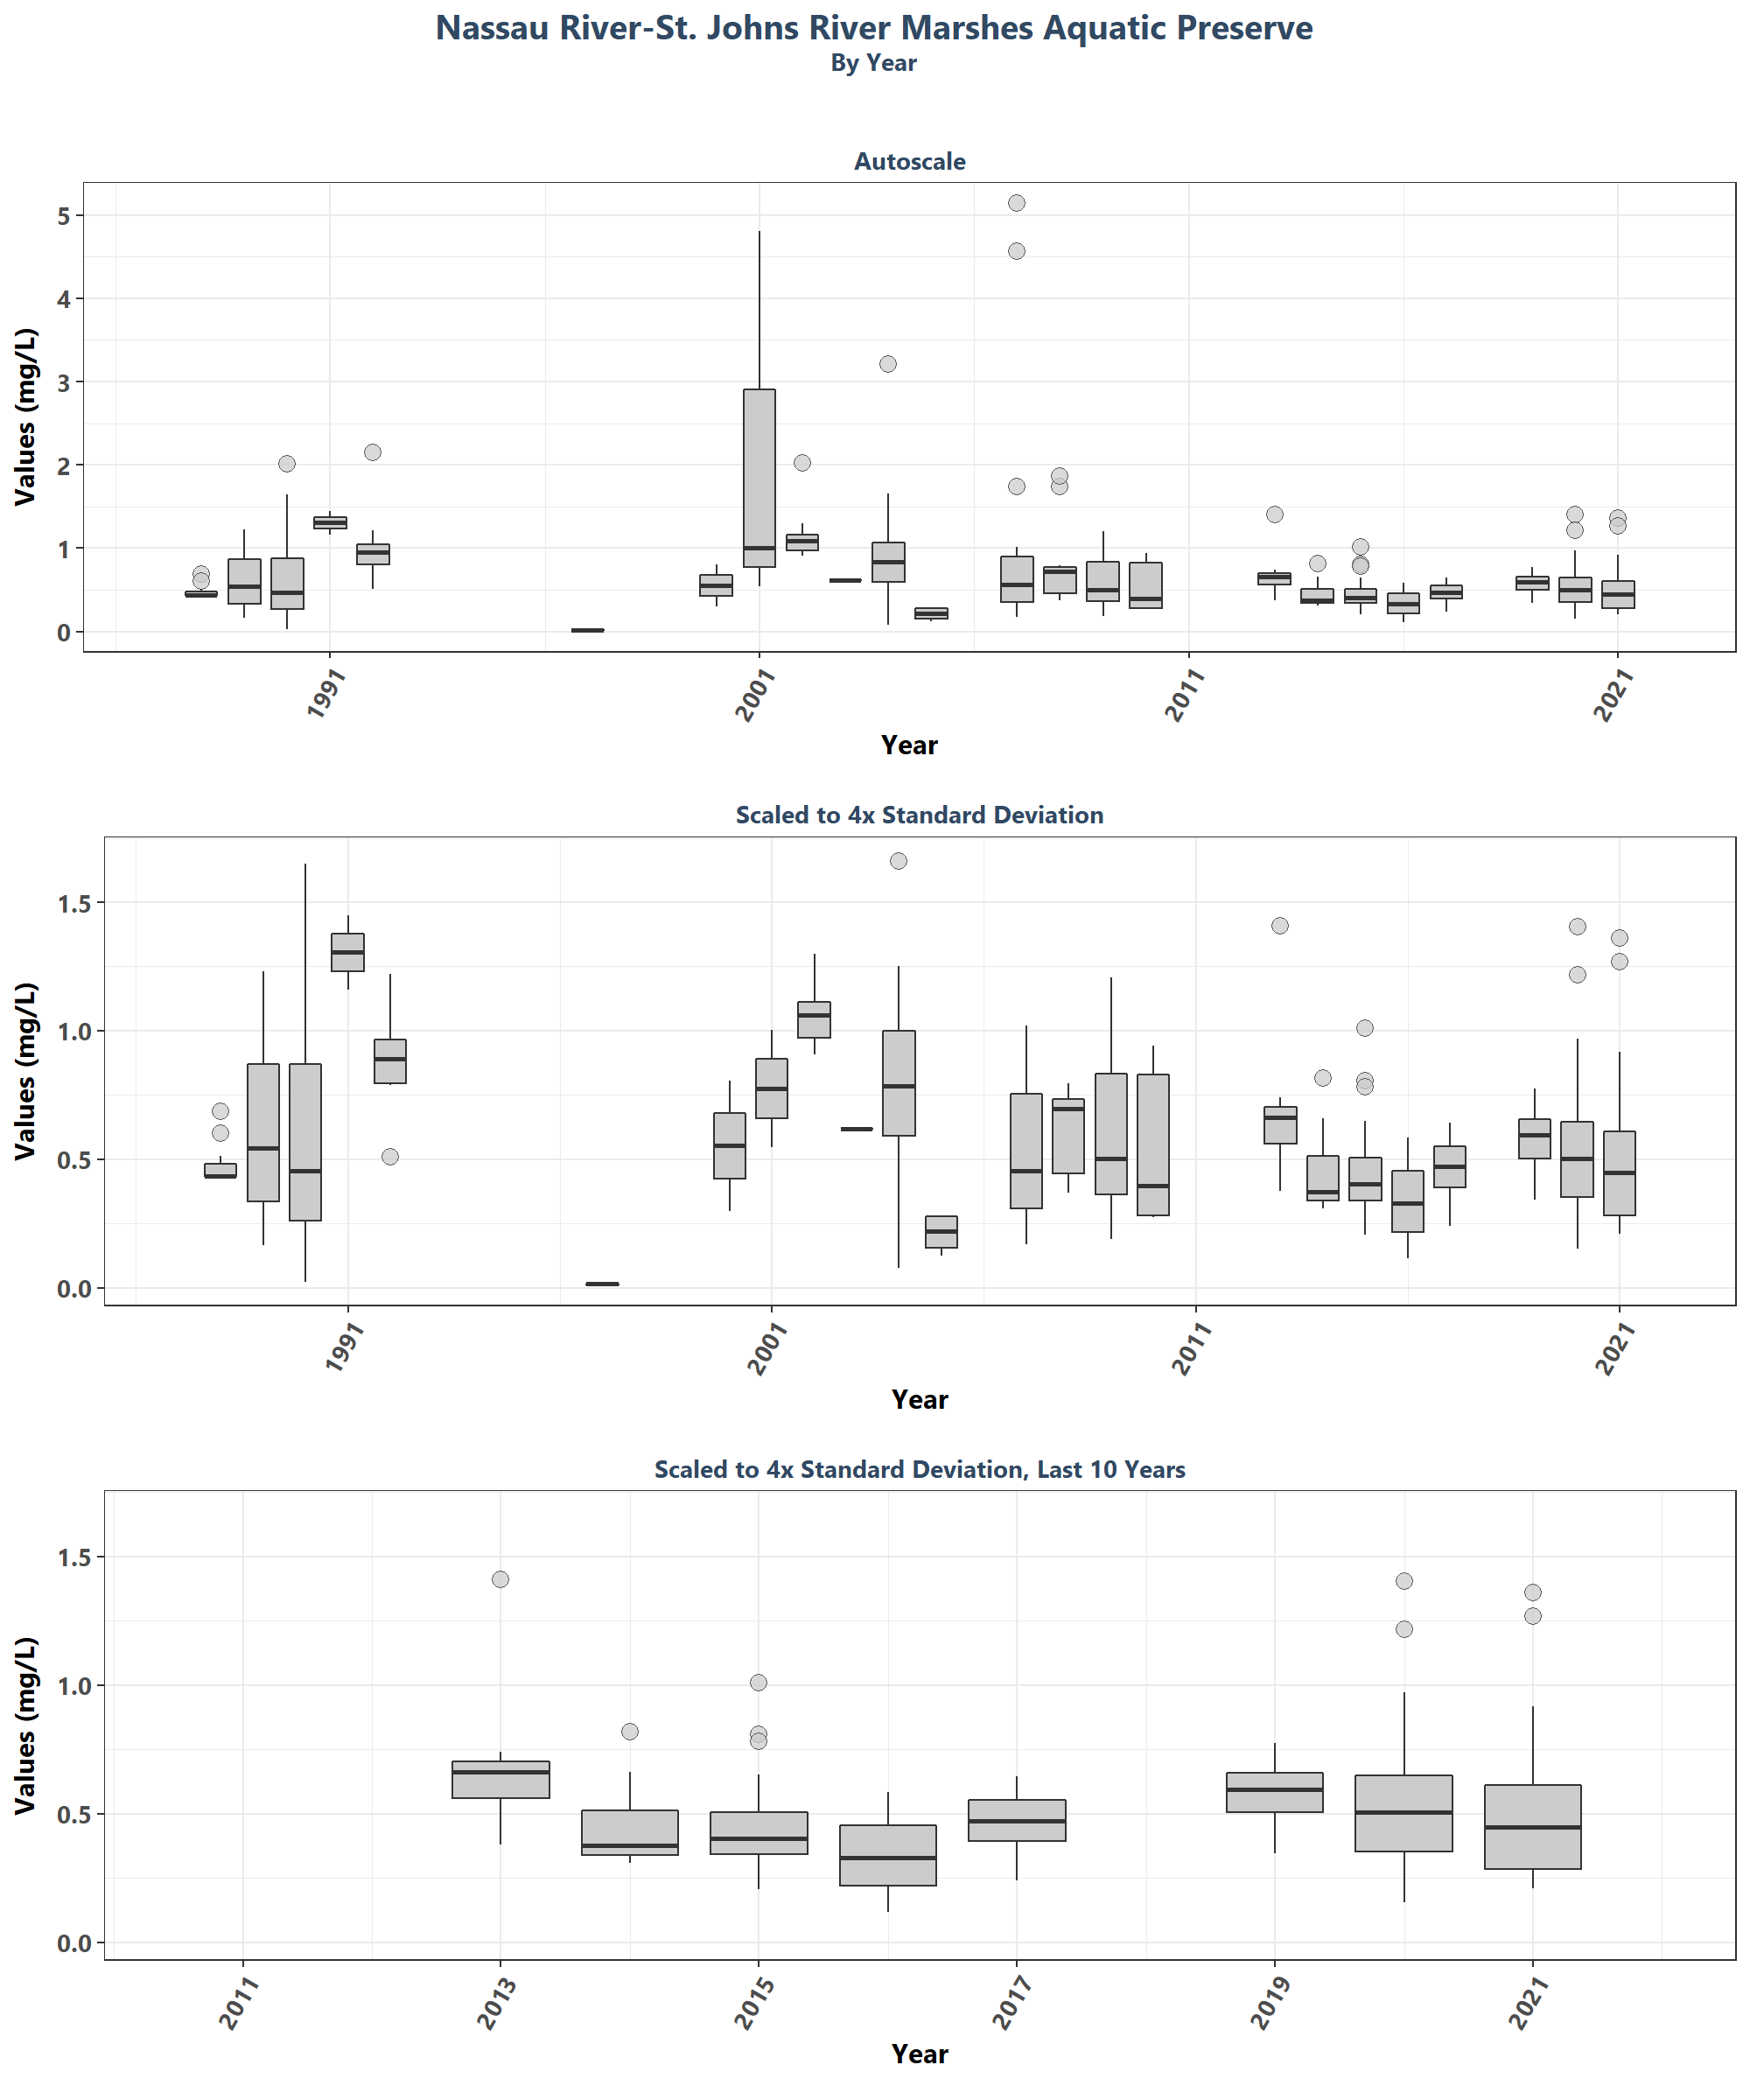 Nassau River-St. Johns River Marshes Aquatic Preserve
By Year
Autoscale
Values (mg/L)
5
4
3
2
1
0
1991
2001
2011
2021
Year
Scaled to 4x Standard Deviation
Values (mg/L)
1.5
1.0
0.5
0.0
1991
2001
2011
2021
Year
Scaled to 4x Standard Deviation, Last 10 Years
Values (mg/L)
1.5
1.0
0.5
0.0
2011
2013
2015
2017
2019
2021
Year